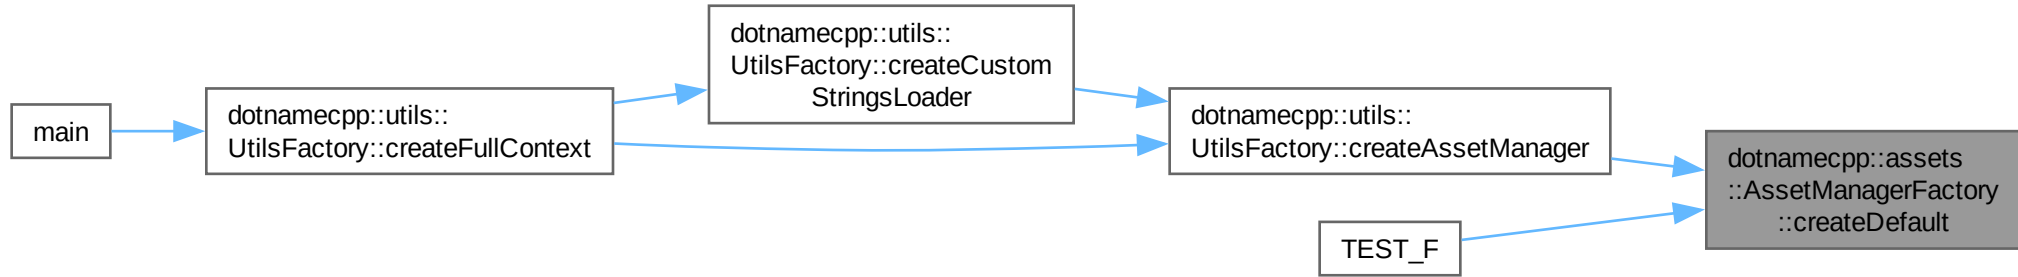 main
dotnamecpp::utils::
UtilsFactory::createFullContext
dotnamecpp::utils::
UtilsFactory::createCustom
StringsLoader
dotnamecpp::utils::
UtilsFactory::createAssetManager
TEST_F
dotnamecpp::assets
::AssetManagerFactory
::createDefault